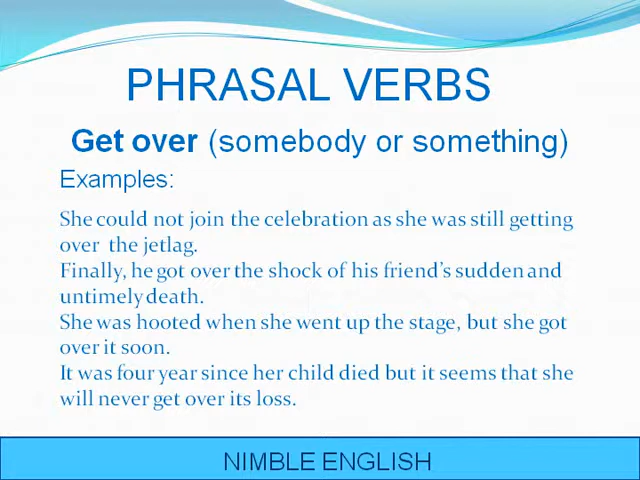 PHRASAL VERBS
Get over (somebody or something)
Examples:
She could not join the celebration as she was still getting
over the jetlag.
Finally, he got over the shock of his friend's sudden and
untimely death.
She was hooted when she went up the stage, but she got
over it soon.
It was four year since her child died but it seems that she
will never get over its loss.
NIMBLE ENGLISH